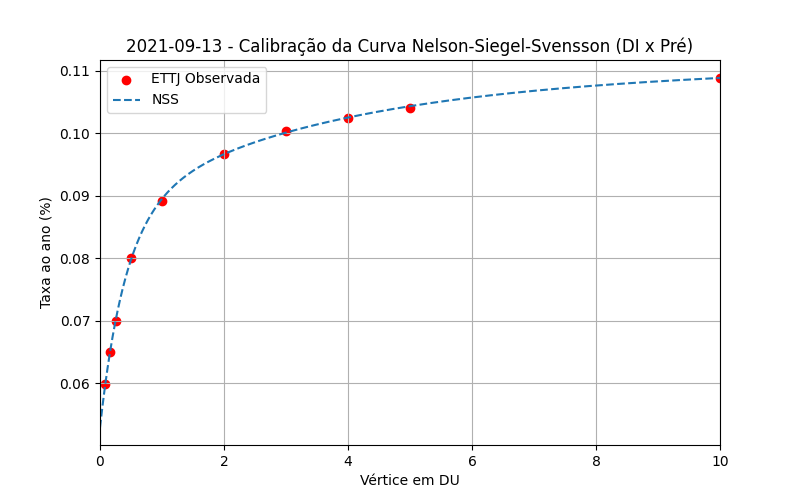 2021-09-13 - Calibração da Curva Nelson-Siegel-Svensson (DI x Pré)
ETTJ Observada
NSS
Taxa ao ano (%)
0.11
0.10
0.09
0.08
0.07
0.06
0 2 4 6 8 10
Vértice em DU